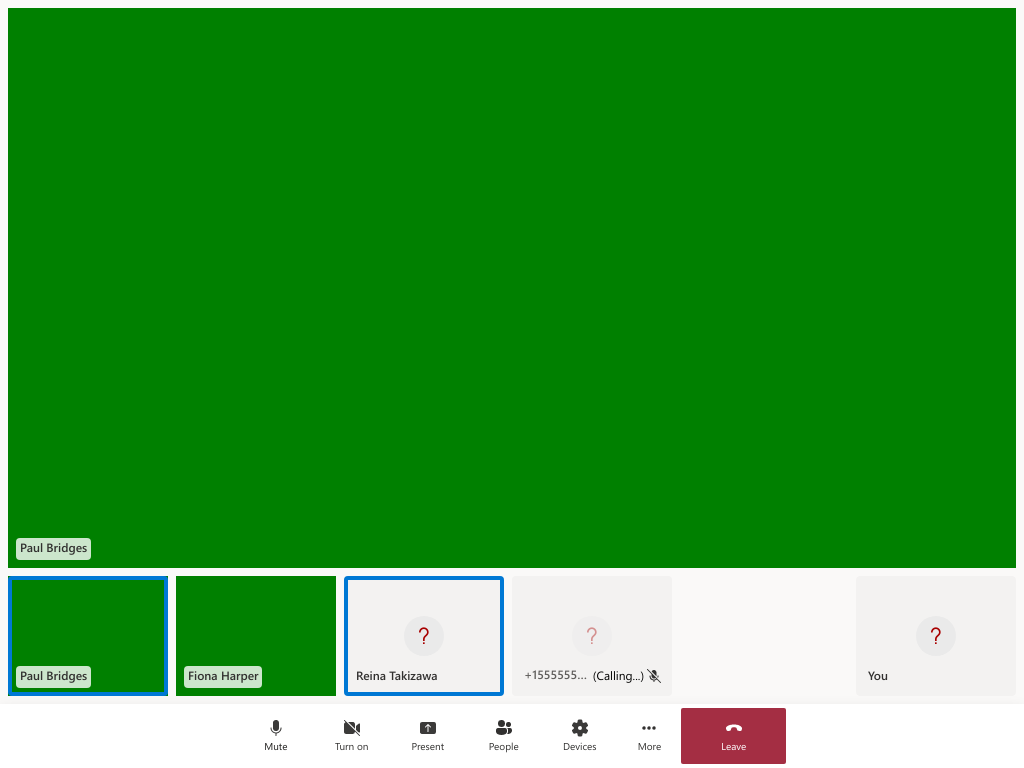 Paul Bridges
Paul Bridges
Fiona Harper
?
Reina Takizawa
?
+1555555... (Calling...)
?
You
Mute
Turn on
Present
People
Devices
More
Leave